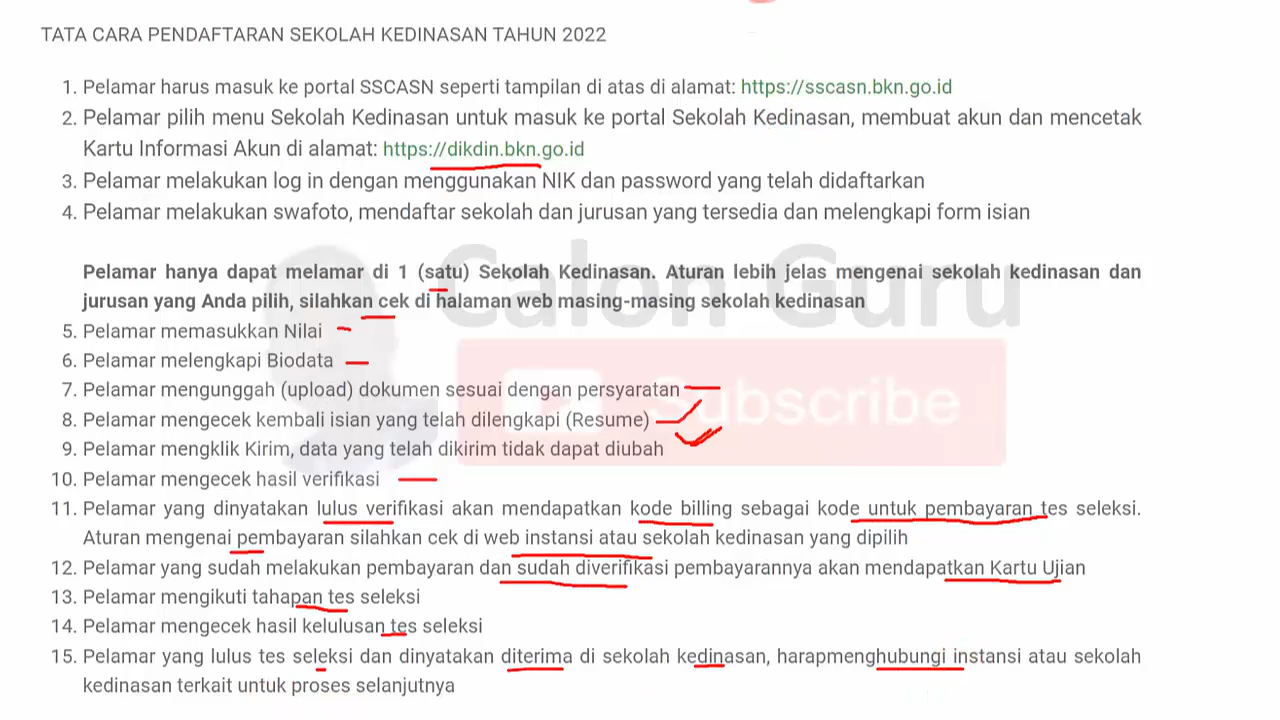 TATA CARA PENDAFTARAN SEKOLAH KEDINASAN TAHUN 2022
1. Pelamar harus masuk ke portal SSCASN seperti tampilan di atas di alamat: https://sscasn.bkn.go.id
2. Pelamar pilih menu Sekolah Kedinasan untuk masuk ke portal Sekolah Kedinasan, membuat akun dan mencetak
Kartu Informasi Akun di alamat: https://dikdin.bkn.go.id
3. Pelamar melakukan log in dengan menggunakan NIK dan password yang telah didaftarkan
4. Pelamar melakukan swafoto, mendaftar sekolah dan jurusan yang tersedia dan melengkapi form isian
Pelamar hanya dapat melamar di 1 (satu) Sekolah Kedinasan. Aturan lebih jelas mengenai sekolah kedinasan dan
jurusan yang Anda pilih, silahkan cek di halaman web masing-masing sekolah kedinasan
Calon Guru
5. Pelamar memasukkan Nilai
6. Pelamar melengkapi Biodata
7. Pelamar mengunggah (upload) dokumen sesuai dengan persyaratan
Subscribe
8. Pelamar mengecek kembali isian yang telah dilengkapi (Resume)
9. Pelamar mengklik Kirim, data yang telah dikirim tidak dapat diubah
10. Pelamar mengecek hasil verifikasi
11. Pelamar yang dinyatakan lulus verifikasi akan mendapatkan kode billing sebagai kode untuk pembayaran tes seleksi.
Aturan mengenai pembayaran silahkan cek di web instansi atau sekolah kedinasan yang dipilih
12. Pelamar yang sudah melakukan pembayaran dan sudah diverifikasi pembayarannya akan mendapatkan Kartu Ujian
13. Pelamar mengikuti tahapan tes seleksi
14. Pelamar mengecek hasil kelulusan tes seleksi
15. Pelamar yang lulus tes seleksi dan dinyatakan diterima di sekolah kedinasan, harapmenghubungi instansi atau sekolah
kedinasan terkait untuk proses selanjutnya